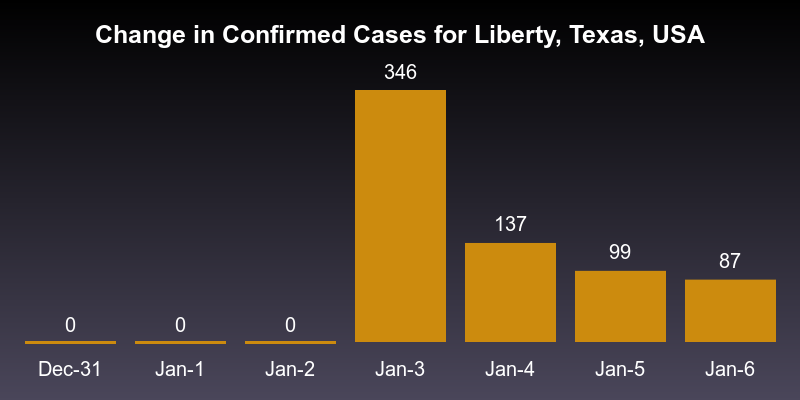 Change in Confirmed Cases for Liberty, Texas, USA
346
137
99
87
0 0 0
Dec-31 Jan-1 Jan-2 Jan-3 Jan-4 Jan-5 Jan-6